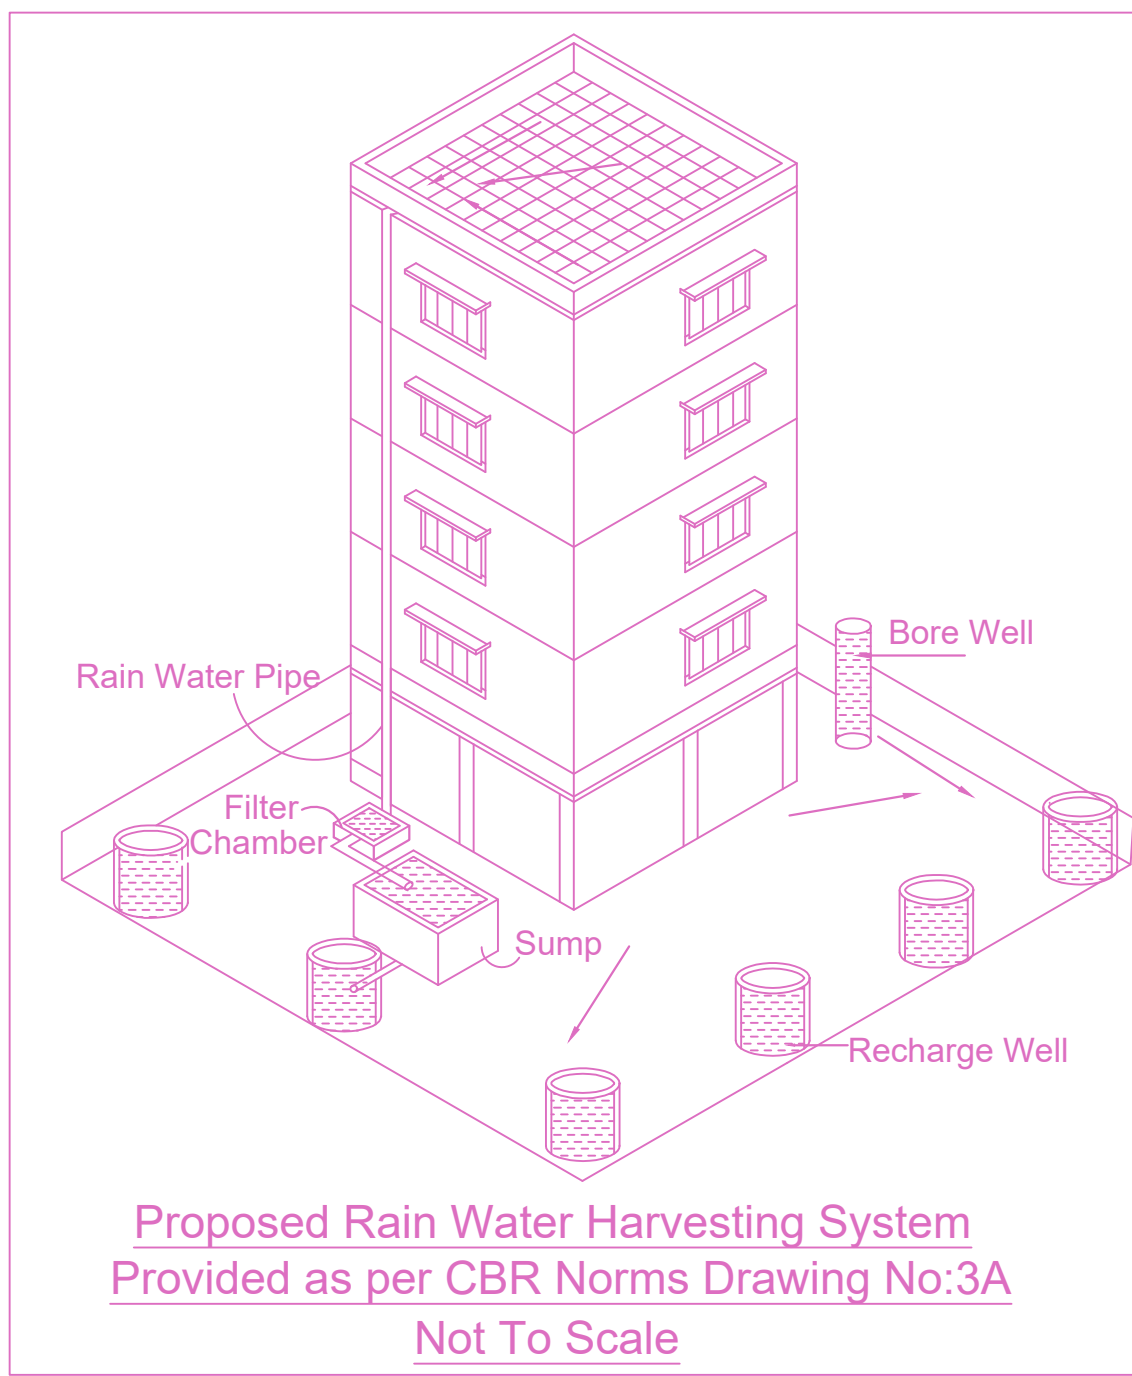 Bore Well
Rain Water Pipe
Filter
Chamber
Sump
Recharge Well
Proposed Rain Water Harvesting System
Provided as per CBR Norms Drawing No:3A
Not To Scale